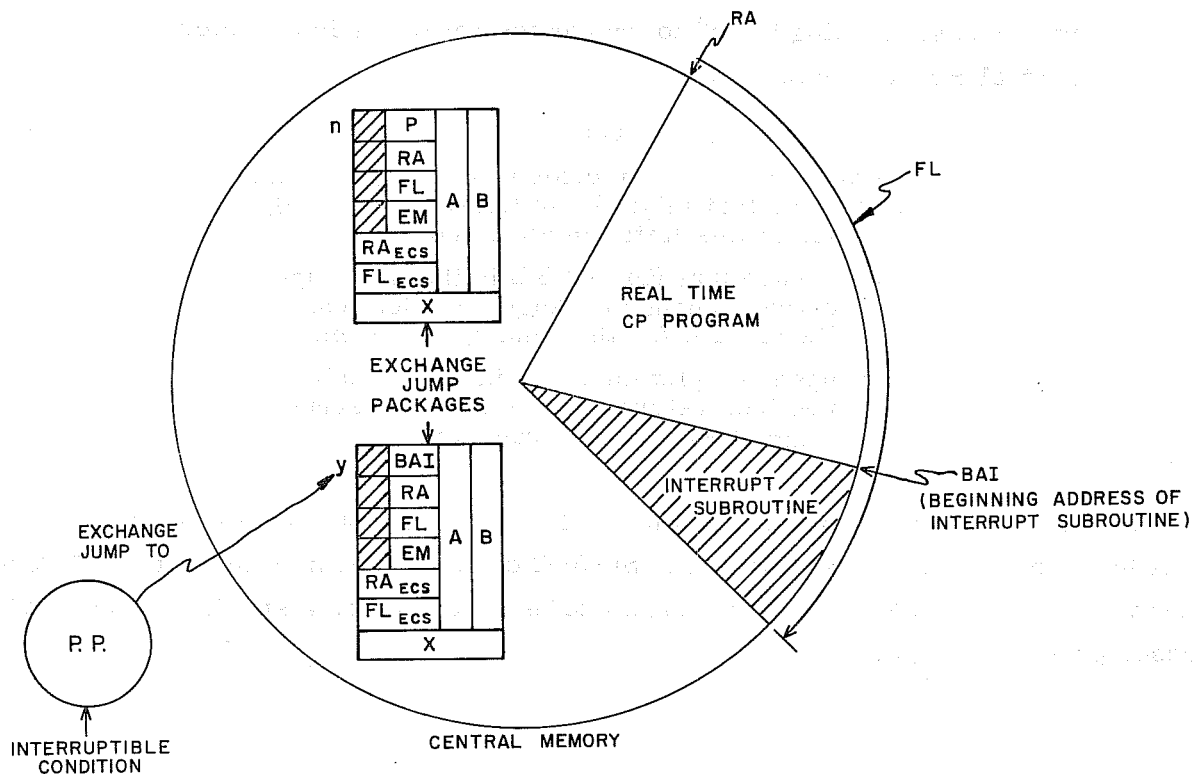 RA
FL
n
P
RA
FL
EM
A
B
RA ECS
FL ECS
X
REAL TIME
CP PROGRAM
EXCHANGE
JUMP
PACKAGES
y
BAI
RA
FL
EM
A
B
RA ECS
FL ECS
X
INTERRUPT
SUBROUTINE
BAI
(BEGINNING ADDRESS OF
INTERRUPT SUBROUTINE)
EXCHANGE
JUMP TO
P. P.
INTERRUPTIBLE
CONDITION
CENTRAL MEMORY